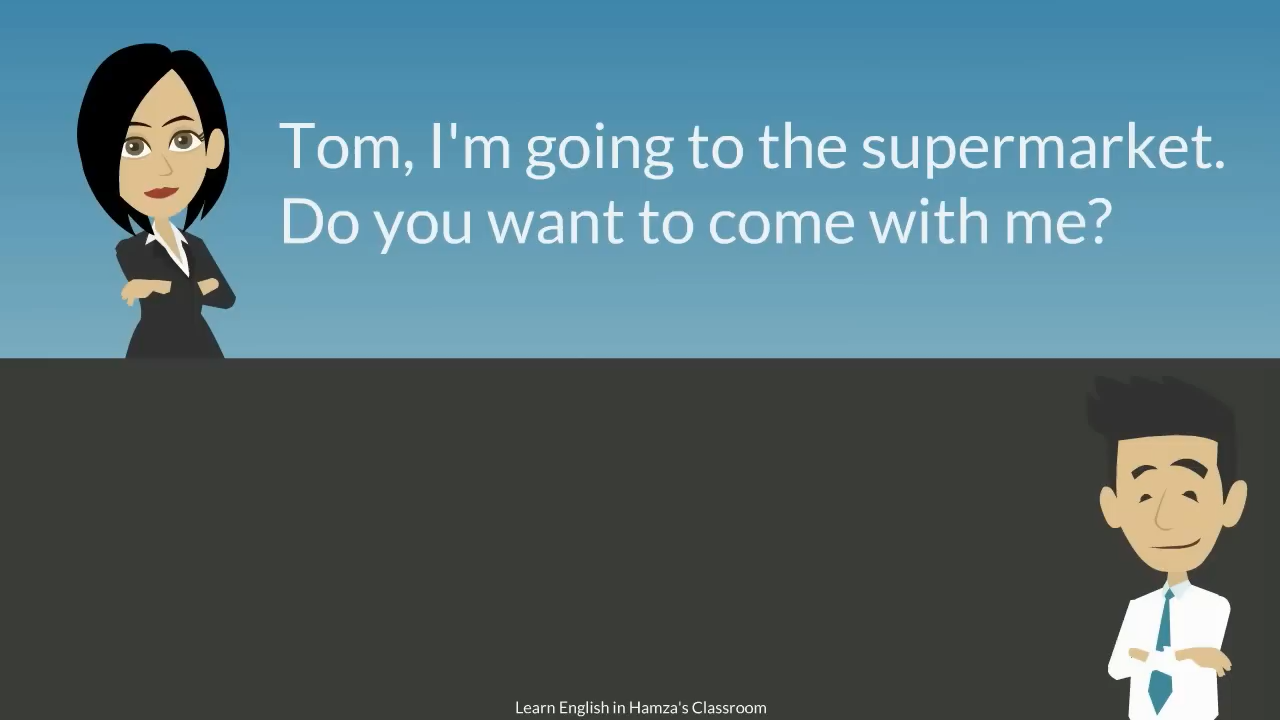 Tom, I'm going to the supermarket.
Do you want to come with me?
Learn English in Hamza's Classroom